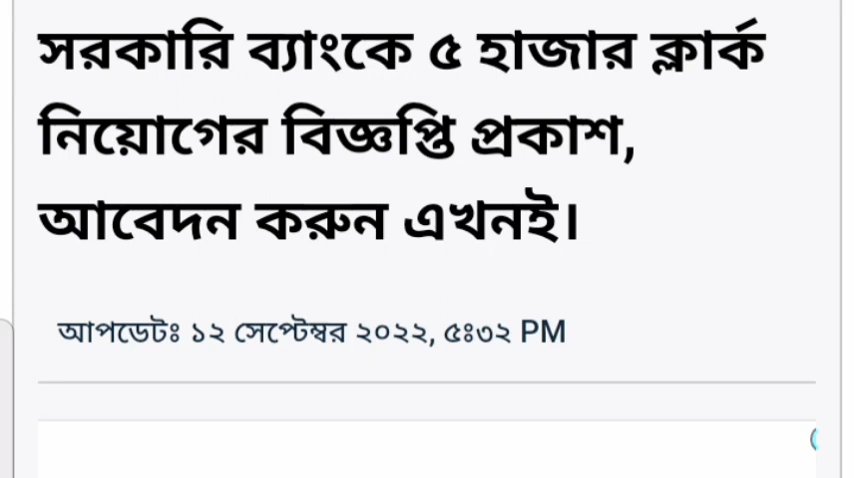 সরকারি ব্যাংকে ৫ হাজার ক্লার্ক
নিয়োগের বিজ্ঞপ্তি প্রকাশ,
আবেদন করুন এখনই।
আপডেটঃ ১২ সেপ্টেম্বর ২০২২, ৫ঃ৩২ PM